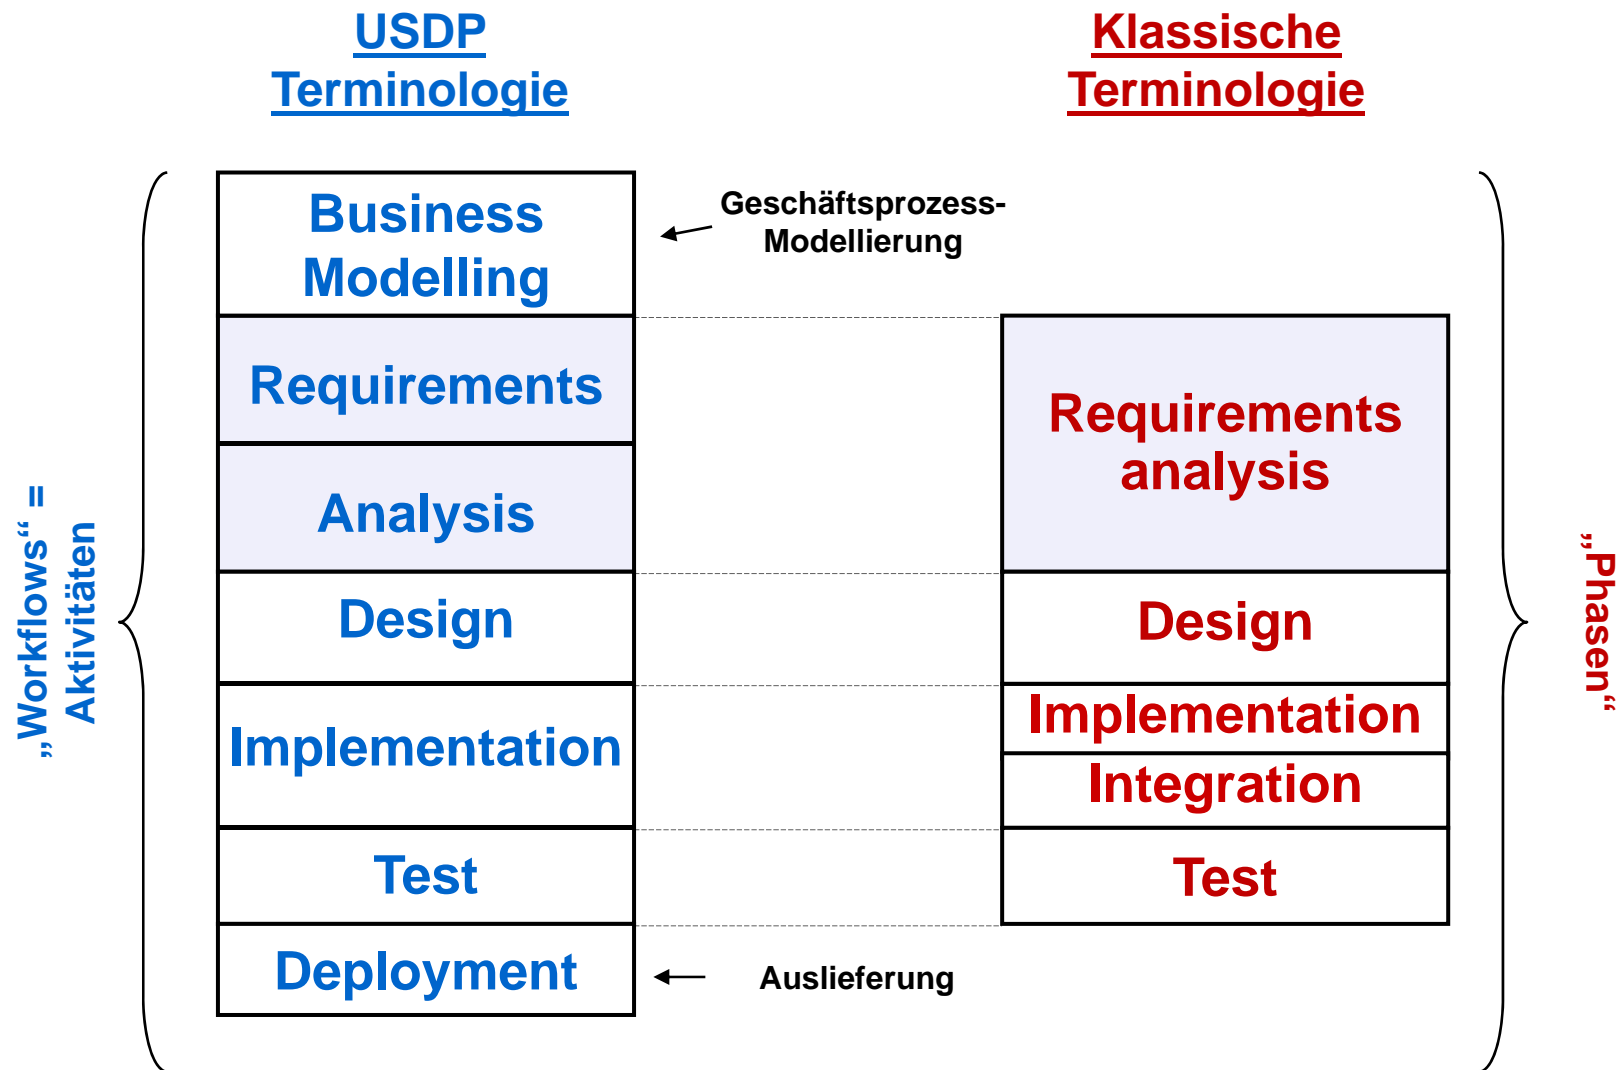 USDP
Terminologie
Klassische
Terminologie
Business
Modelling
Geschäftsprozess-
Modellierung
Requirements
Analysis
Design
Implementation
Test
Deployment
Auslieferung
Requirements
analysis
Design
Implementation
Integration
Test
„Workflows“ =
Aktivitäten
„Phasen“